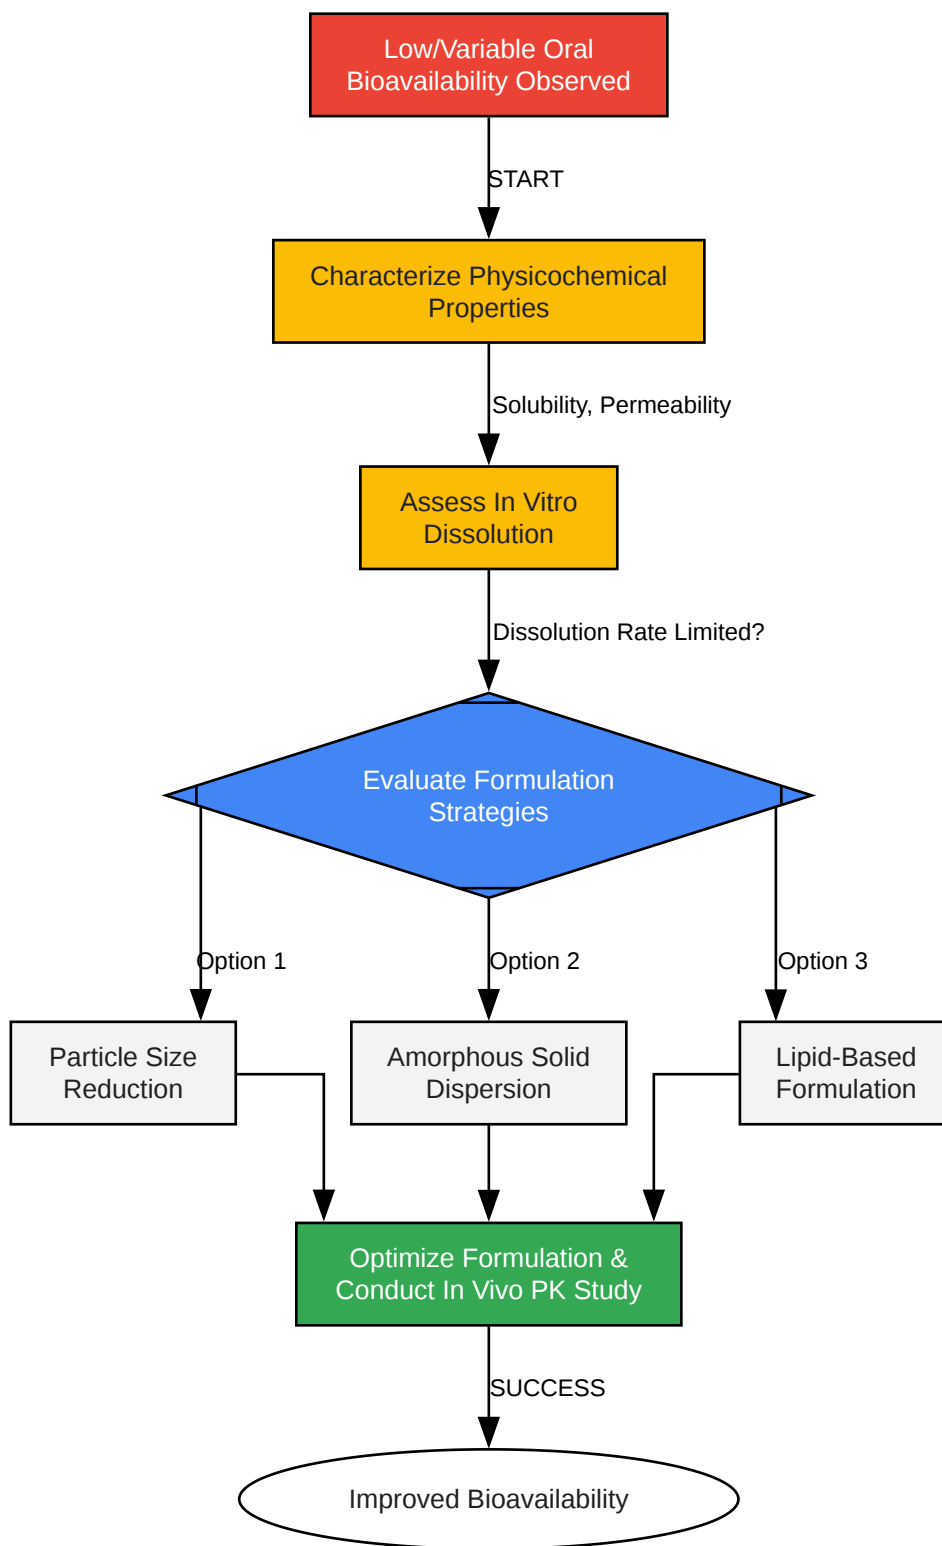 Low/Variable Oral
Bioavailability Observed
START
Characterize Physicochemical
Properties
Solubility, Permeability
Assess In Vitro
Dissolution
Dissolution Rate Limited?
Evaluate Formulation
Strategies
Option 1
Option 2
Option 3
Particle Size
Reduction
Amorphous Solid
Dispersion
Lipid-Based
Formulation
Optimize Formulation &
Conduct In Vivo PK Study
SUCCESS
Improved Bioavailability